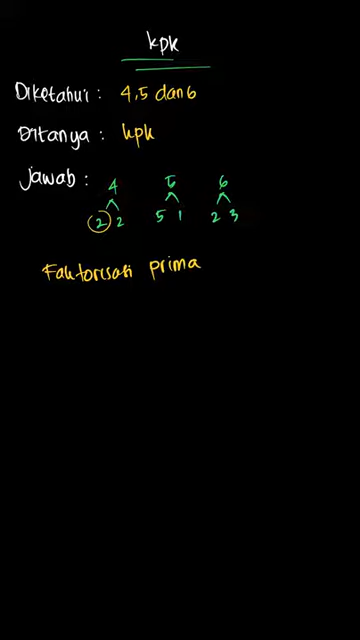 kpk
Diketahui : 4,5 dan 6
Ditanya : kpk
Jawab : 4 5 6
2 2 5 1 2 3
Faktorisasi prima